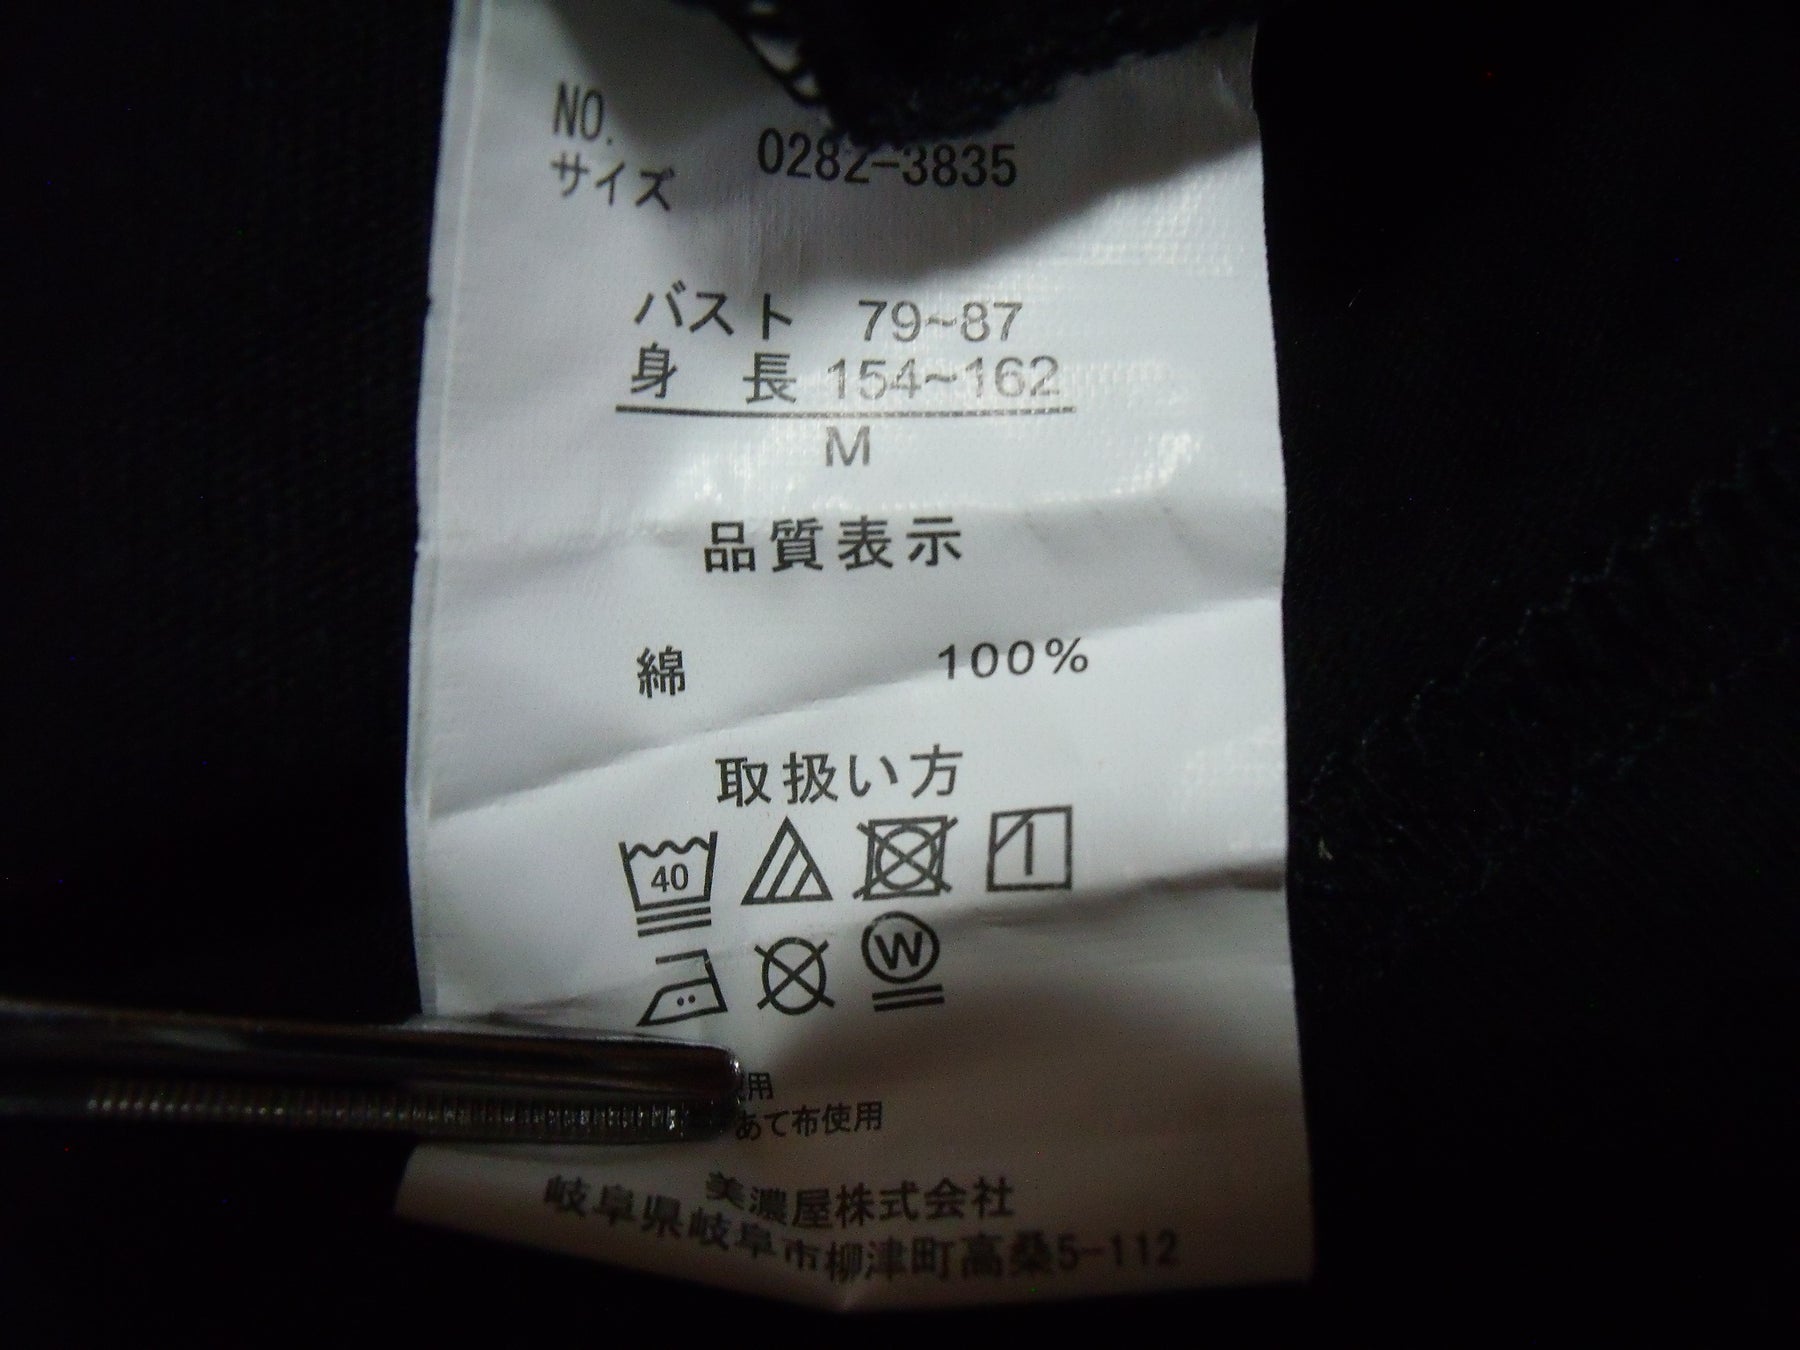 NO. 0282-3835
サイズ
バスト 79~87
身 長 154~162
M
品質表示
綿 100%
取扱い方
40
W
用
あて布使用
美濃屋株式会社
岐阜県岐阜市柳津町高桑5-112